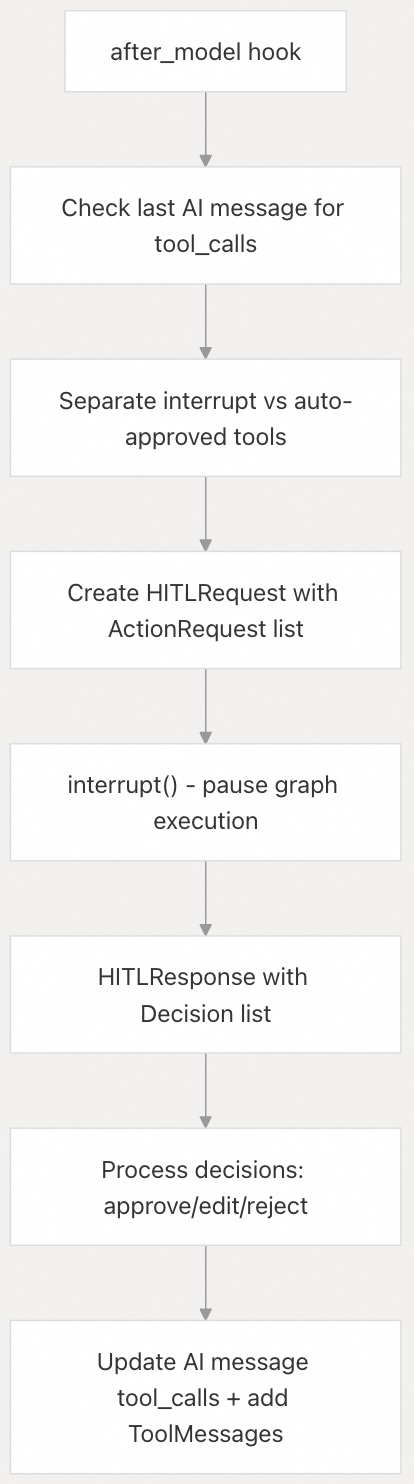 after_model hook
Check last AI message for
tool_calls
Separate interrupt vs auto-
approved tools
Create HITLRequest with
ActionRequest list
interrupt() - pause graph
execution
HITLResponse with
Decision list
Process decisions:
approve/edit/reject
Update AI message
tool_calls + add
ToolMessages